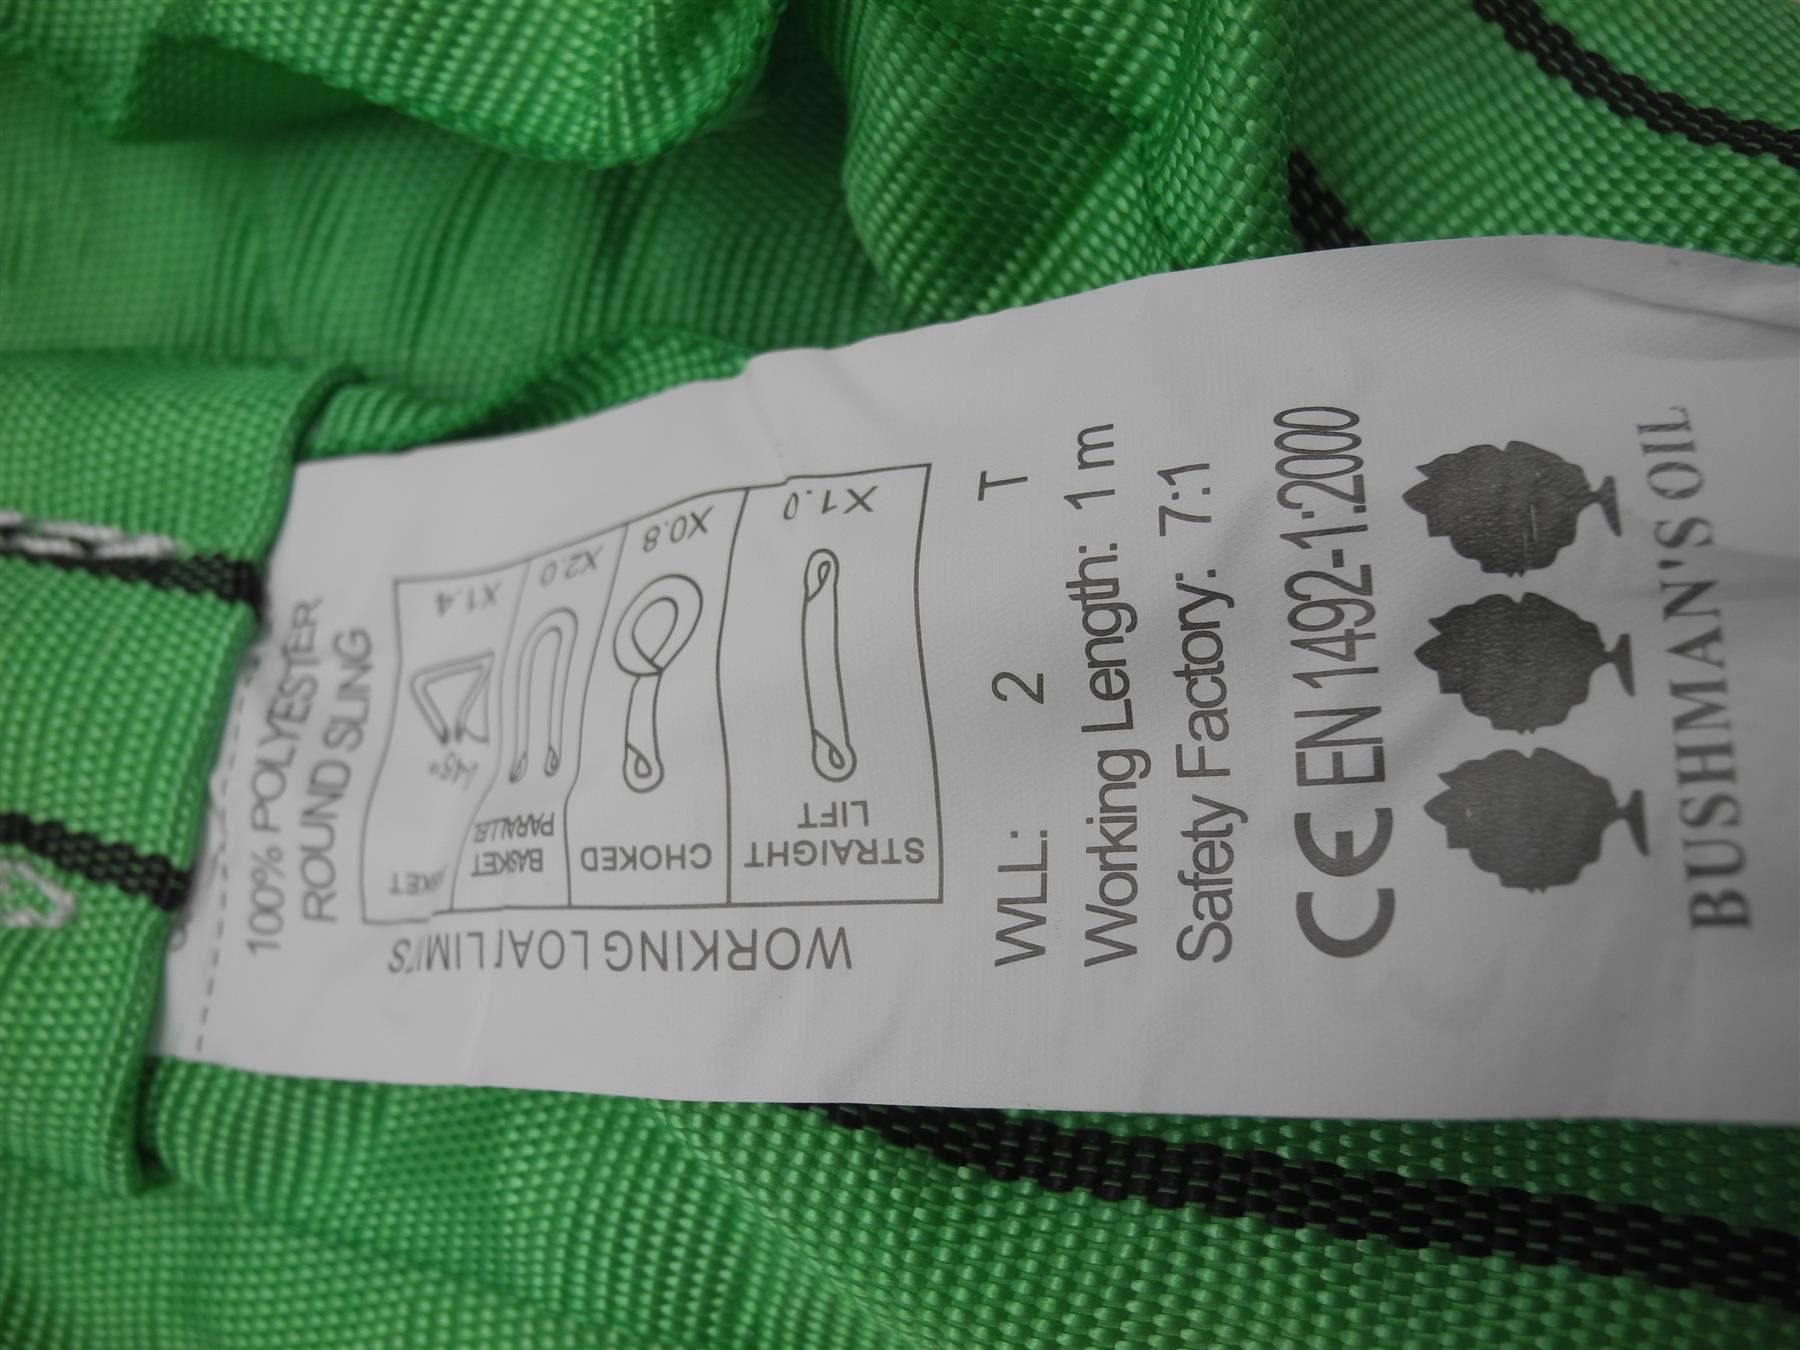 100% POLYESTER
ROUND SLING
WORKING LOAD LIMITS
STRAIGHT
LIFT
X1.0
CHOKED
X0.8
BASKET
PARALLEL
X2.0
X1.4
WLL: 2 T
Working Length: 1 m
Safety Factory: 7:1
CE EN 1492-1:2000
BUSHMAN'S OIL